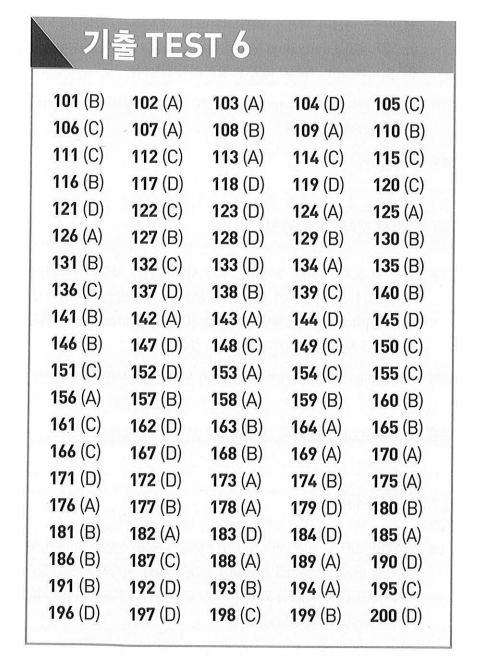 기출 TEST 6
101 (B) 102 (A) 103 (A) 104 (D) 105 (C)
106 (C) 107 (A) 108 (B) 109 (A) 110 (B)
111 (C) 112 (C) 113 (A) 114 (C) 115 (C)
116 (B) 117 (D) 118 (D) 119 (D) 120 (C)
121 (D) 122 (C) 123 (D) 124 (A) 125 (A)
126 (A) 127 (B) 128 (D) 129 (B) 130 (B)
131 (B) 132 (C) 133 (D) 134 (A) 135 (B)
136 (C) 137 (D) 138 (B) 139 (C) 140 (B)
141 (B) 142 (A) 143 (A) 144 (D) 145 (D)
146 (B) 147 (D) 148 (C) 149 (C) 150 (C)
151 (C) 152 (D) 153 (A) 154 (C) 155 (C)
156 (A) 157 (B) 158 (A) 159 (B) 160 (B)
161 (C) 162 (D) 163 (B) 164 (A) 165 (B)
166 (C) 167 (D) 168 (B) 169 (A) 170 (A)
171 (D) 172 (D) 173 (A) 174 (B) 175 (A)
176 (A) 177 (B) 178 (A) 179 (D) 180 (B)
181 (B) 182 (A) 183 (D) 184 (D) 185 (A)
186 (B) 187 (C) 188 (A) 189 (A) 190 (D)
191 (B) 192 (D) 193 (B) 194 (A) 195 (C)
196 (D) 197 (D) 198 (C) 199 (B) 200 (D)